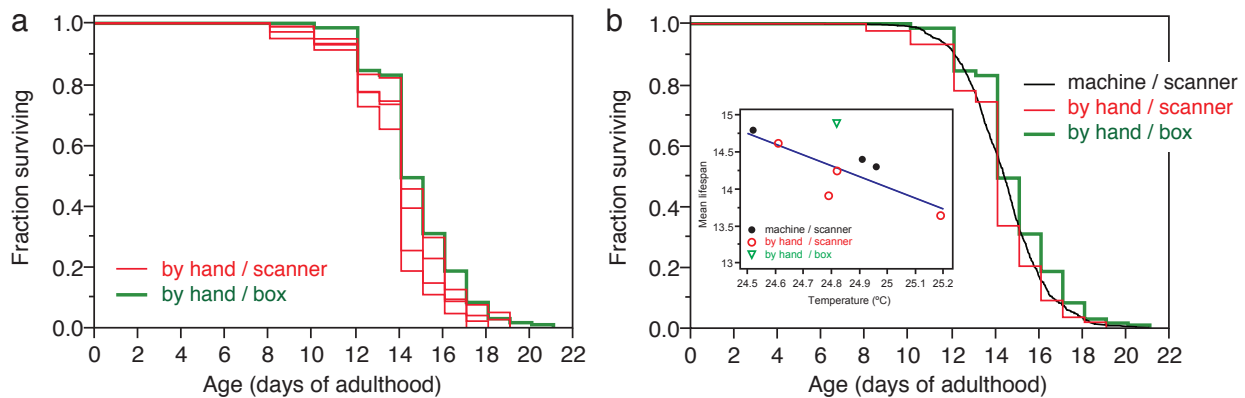 a
1.0
0.8
0.6
0.4
0.2
0.0
Fraction surviving
by hand / scanner
by hand / box
0 2 4 6 8 10 12 14 16 18 20 22
Age (days of adulthood)
b
1.0
0.8
0.6
0.4
0.2
0.0
Fraction surviving
machine / scanner
by hand / scanner
by hand / box
15
14.5
14
13.5
13
Mean lifespan
machine / scanner
by hand / scanner
by hand / box
24.5 24.6 24.7 24.8 24.9 25 25.1 25.2
Temperature (ºC)
0 2 4 6 8 10 12 14 16 18 20 22
Age (days of adulthood)